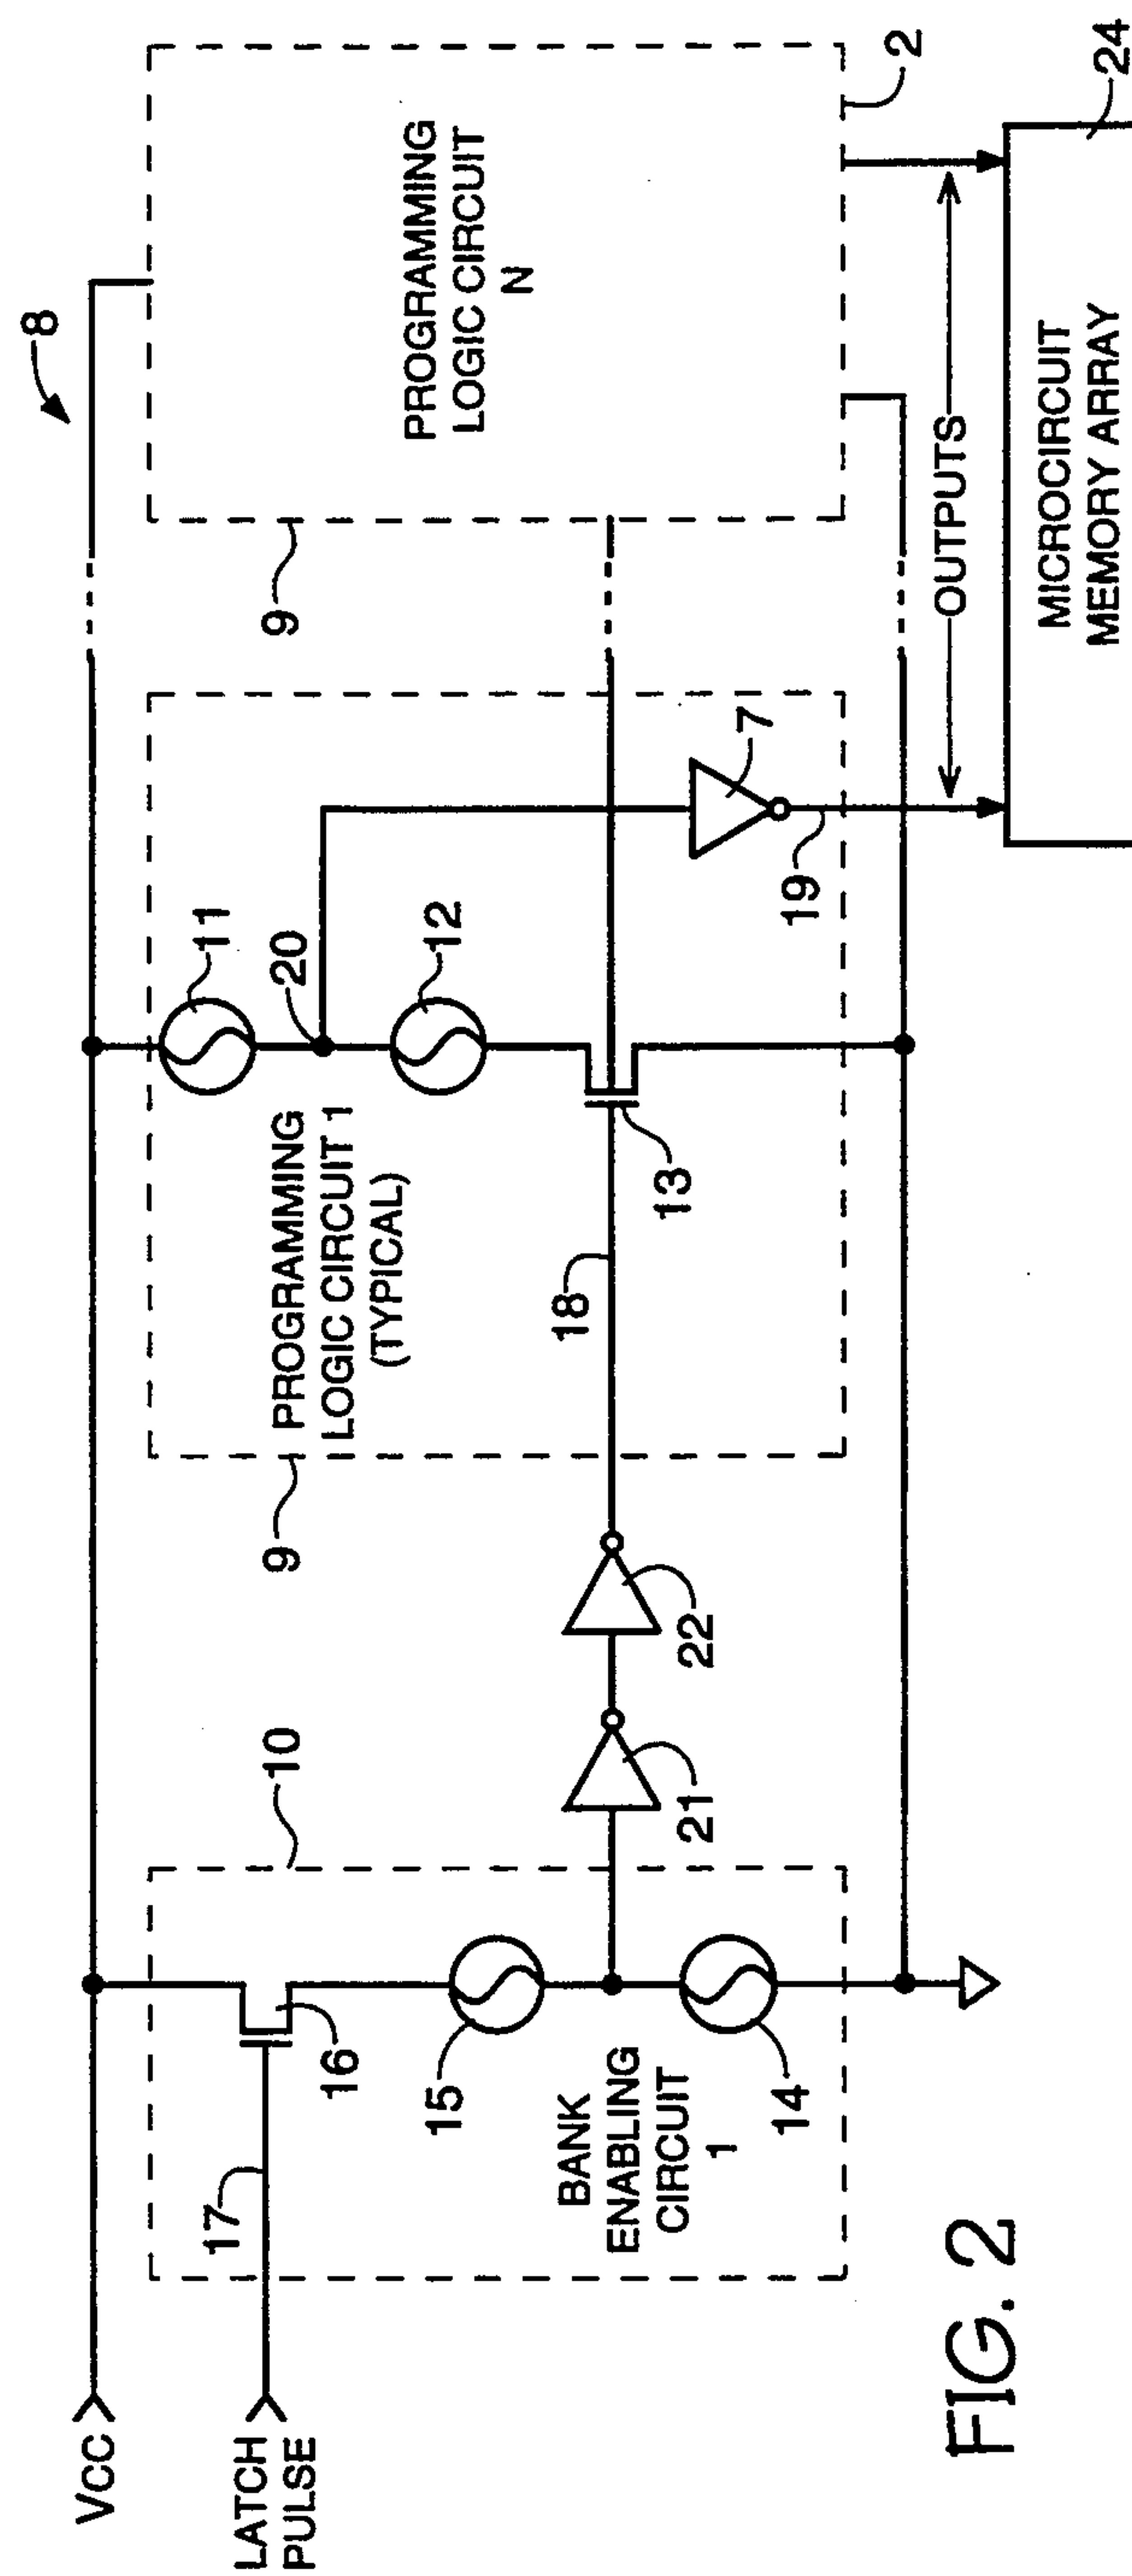 8
VCC
LATCH
PULSE
17
16
15
14
BANK
ENABLING
CIRCUIT
1
10
21
22
18
9
PROGRAMMING
LOGIC CIRCUIT 1
(TYPICAL)
11
20
12
13
7
19
9
PROGRAMMING
LOGIC CIRCUIT
N
2
OUTPUTS
MICROCIRCUIT
MEMORY ARRAY
24
FIG. 2